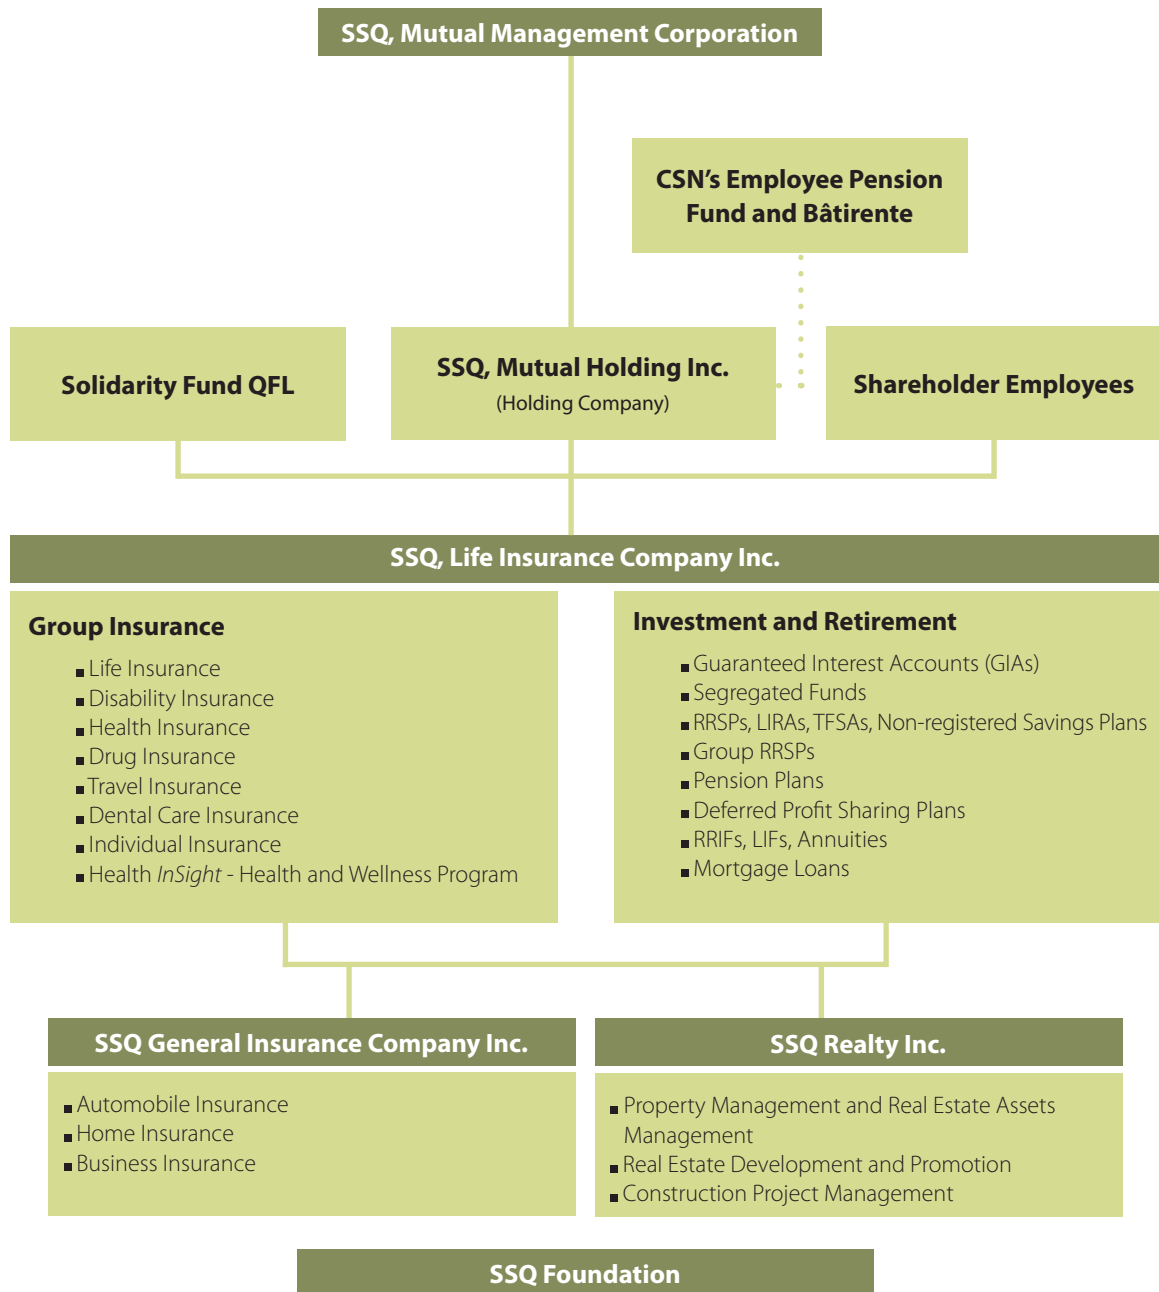 SSQ, Mutual Management Corporation
CSN's Employee Pension
Fund and Bâtirente
Solidarity Fund QFL
SSQ, Mutual Holding Inc.
(Holding Company)
Shareholder Employees
SSQ, Life Insurance Company Inc.
Group Insurance
▪ Life Insurance
▪ Disability Insurance
▪ Health Insurance
▪ Drug Insurance
▪ Travel Insurance
▪ Dental Care Insurance
▪ Individual Insurance
▪ Health InSight - Health and Wellness Program
Investment and Retirement
▪ Guaranteed Interest Accounts (GIAs)
▪ Segregated Funds
▪ RRSPs, LIRAs, TFSAs, Non-registered Savings Plans
▪ Group RRSPs
▪ Pension Plans
▪ Deferred Profit Sharing Plans
▪ RRIFs, LIFs, Annuities
▪ Mortgage Loans
SSQ General Insurance Company Inc.
▪ Automobile Insurance
▪ Home Insurance
▪ Business Insurance
SSQ Realty Inc.
▪ Property Management and Real Estate Assets
Management
▪ Real Estate Development and Promotion
▪ Construction Project Management
SSQ Foundation